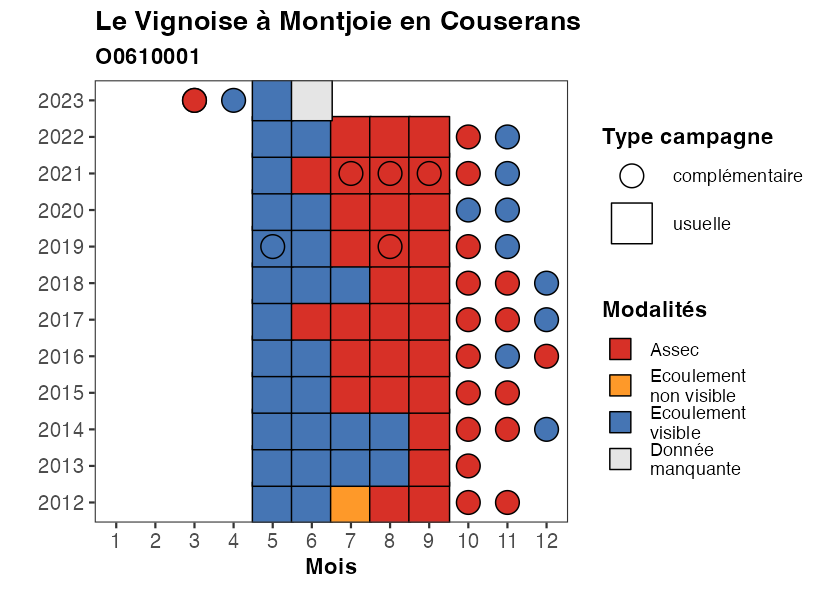 Le Vignoise à Montjoie en Couserans
O0610001
2023
2022
2021
2020
2019
2018
2017
2016
2015
2014
2013
2012
1 2 3 4 5 6 7 8 9 10 11 12
Mois
Type campagne
complémentaire
usuelle
Modalités
Assec
Ecoulement
non visible
Ecoulement
visible
Donnée
manquante